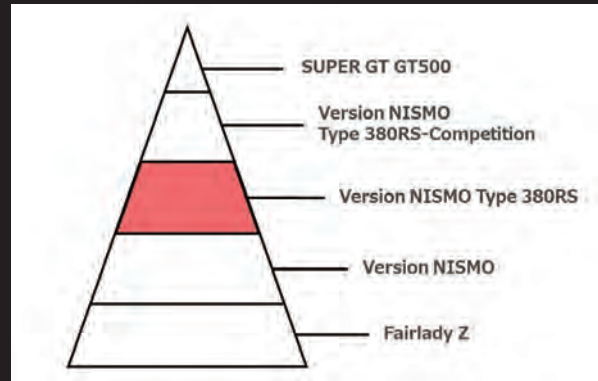 SUPER GT GT500
Version NISMO
Type 380RS-Competition
Version NISMO Type 380RS
Version NISMO
Fairlady Z